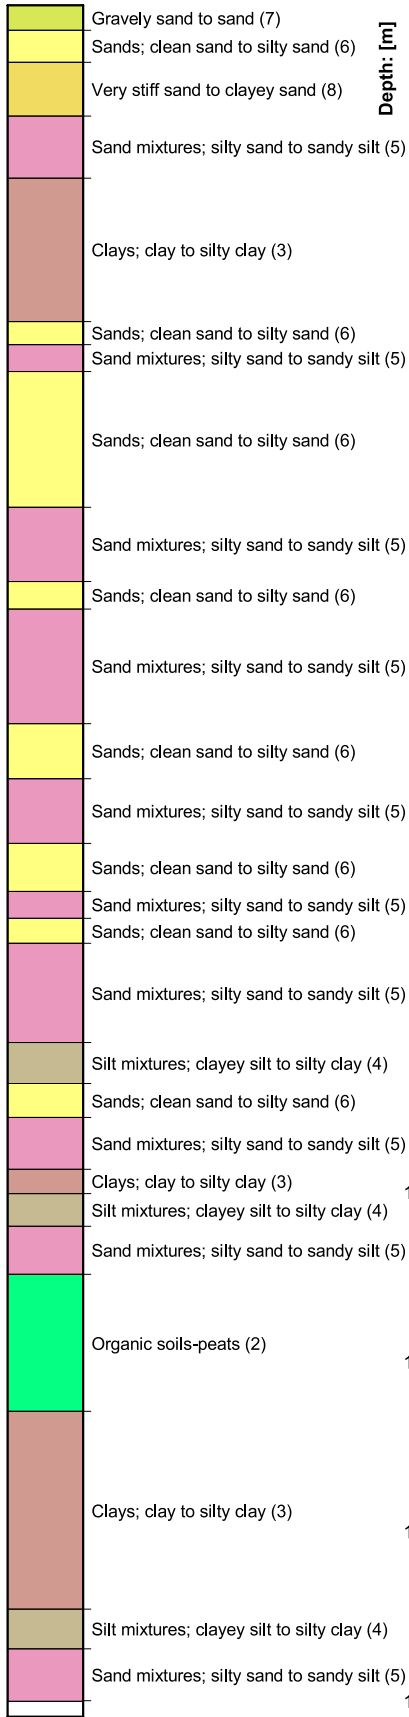 Gravely sand to sand (7)
Sands; clean sand to silty sand (6)
Depth: [m]
Very stiff sand to clayey sand (8)
Sand mixtures; silty sand to sandy silt (5)
Clays; clay to silty clay (3)
Sands; clean sand to silty sand (6)
Sand mixtures; silty sand to sandy silt (5)
Sands; clean sand to silty sand (6)
Sand mixtures; silty sand to sandy silt (5)
Sands; clean sand to silty sand (6)
Sand mixtures; silty sand to sandy silt (5)
Sands; clean sand to silty sand (6)
Sand mixtures; silty sand to sandy silt (5)
Sands; clean sand to silty sand (6)
Sand mixtures; silty sand to sandy silt (5)
Sands; clean sand to silty sand (6)
Sand mixtures; silty sand to sandy silt (5)
Silt mixtures; clayey silt to silty clay (4)
Sands; clean sand to silty sand (6)
Sand mixtures; silty sand to sandy silt (5)
Clays; clay to silty clay (3)
Silt mixtures; clayey silt to silty clay (4)
Sand mixtures; silty sand to sandy silt (5)
Organic soils-peats (2)
Clays; clay to silty clay (3)
Silt mixtures; clayey silt to silty clay (4)
Sand mixtures; silty sand to sandy silt (5)